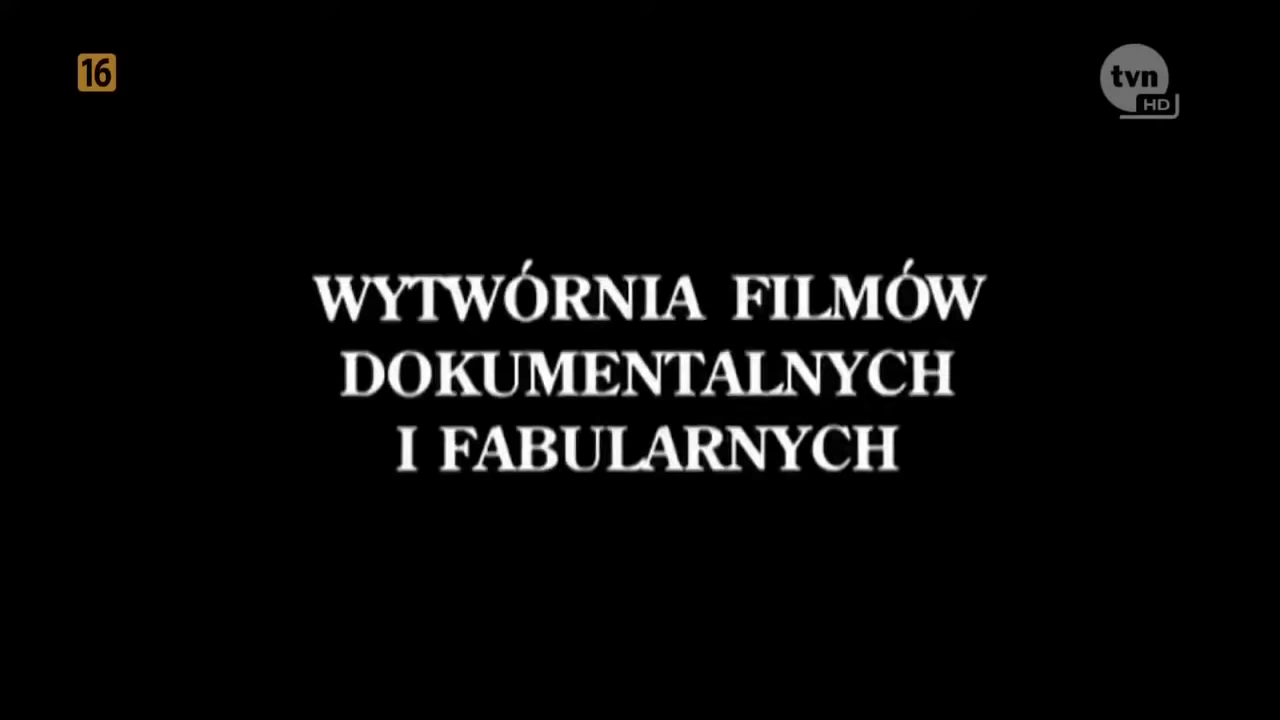 16
tvn
HD
WYTWÓRNIA FILMÓW
DOKUMENTALNYCH
I FABULARNYCH